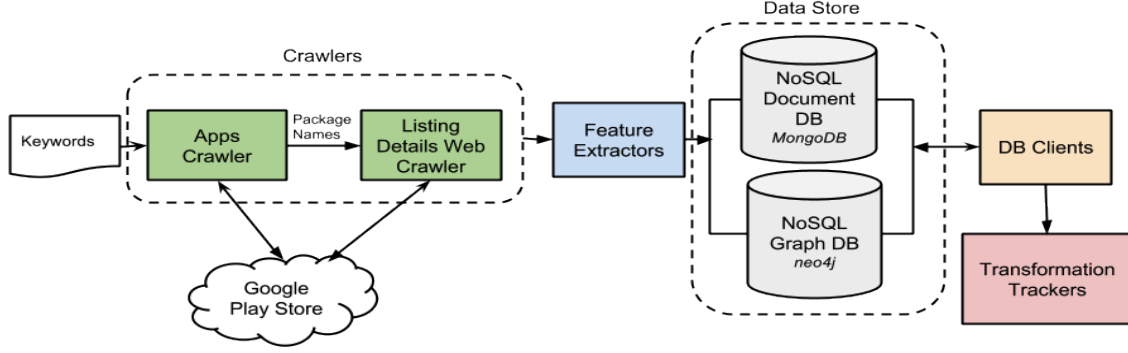 Data Store
Crawlers
Keywords
Apps
Crawler
Package
Names
Listing
Details Web
Crawler
Feature
Extractors
NoSQL
Document
DB
MongoDB
NoSQL
Graph DB
neo4j
DB Clients
Transformation
Trackers
Google
Play Store